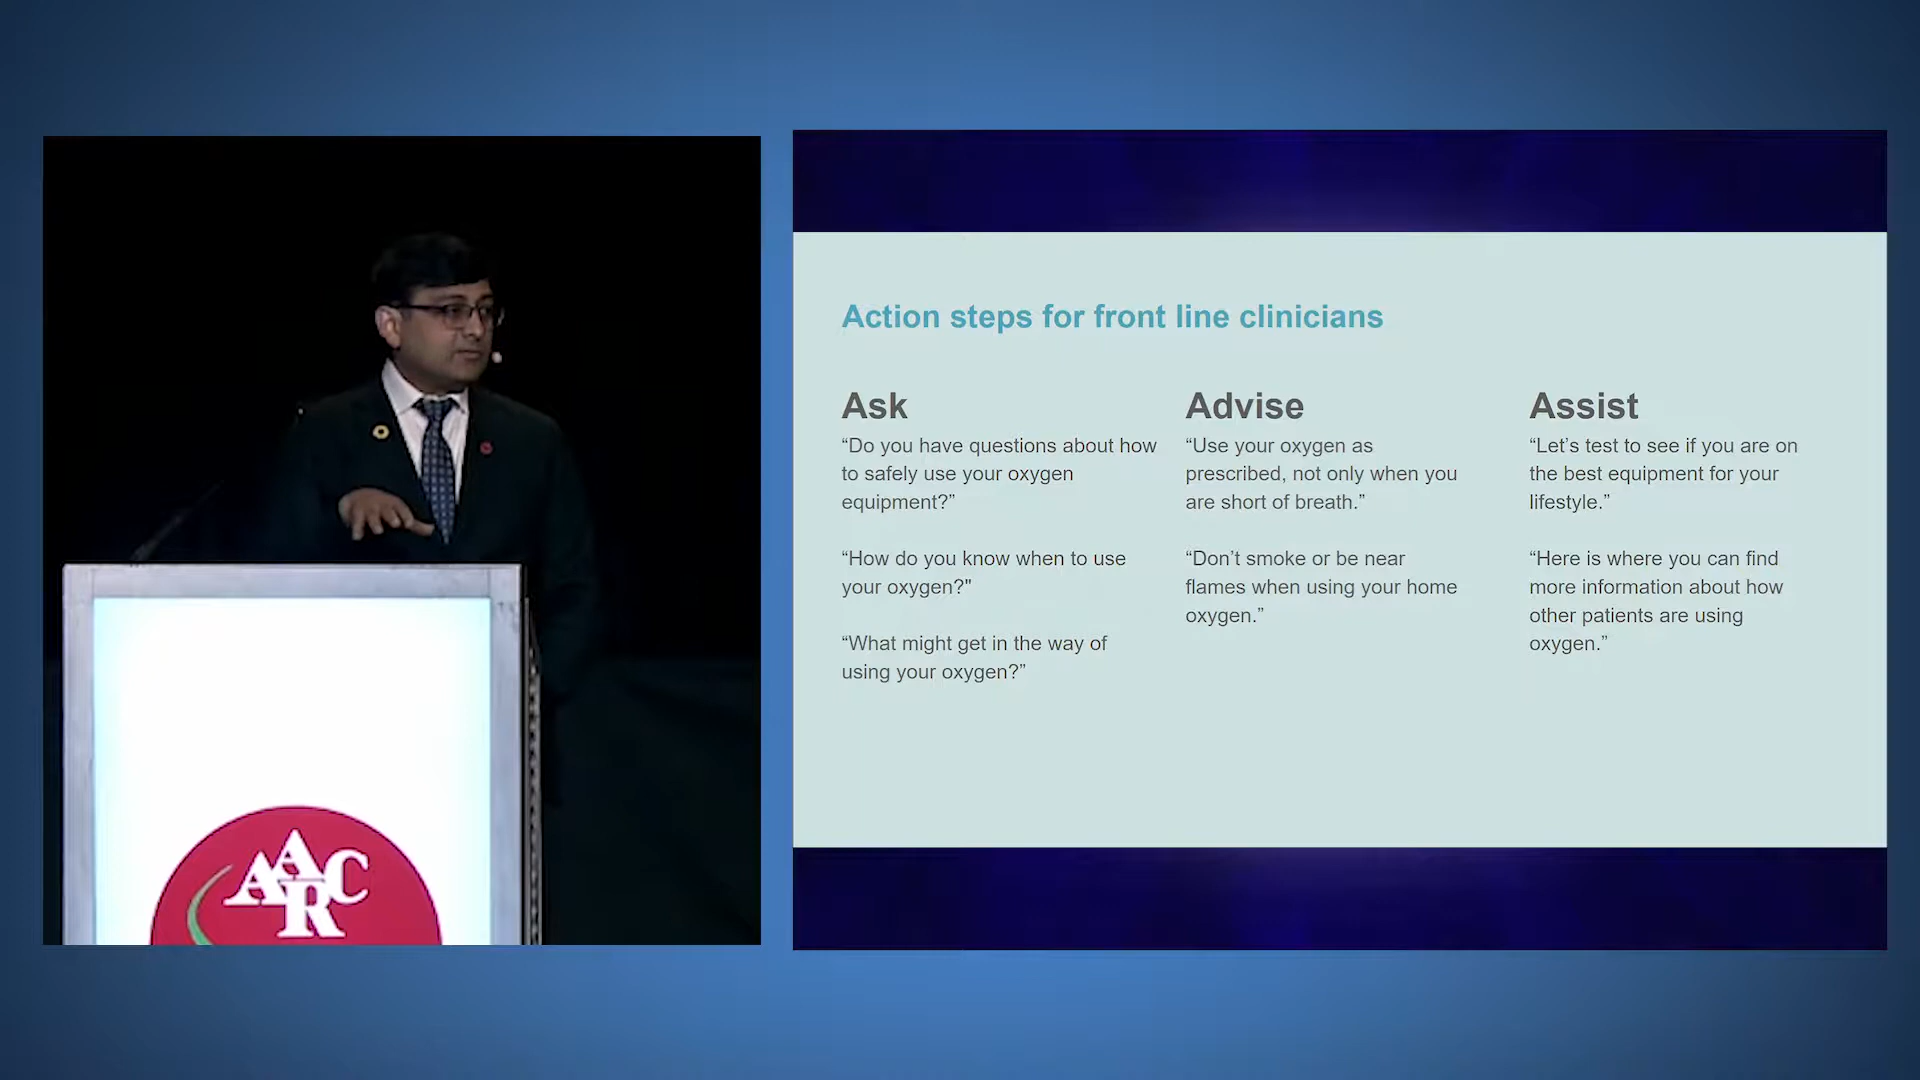 Action steps for front line clinicians
Ask
“Do you have questions about how
to safely use your oxygen
equipment?”
“How do you know when to use
your oxygen?"
“What might get in the way of
using your oxygen?”
Advise
“Use your oxygen as
prescribed, not only when you
are short of breath.”
“Don’t smoke or be near
flames when using your home
oxygen.”
Assist
“Let’s test to see if you are on
the best equipment for your
lifestyle.”
“Here is where you can find
more information about how
other patients are using
oxygen.”
AARC